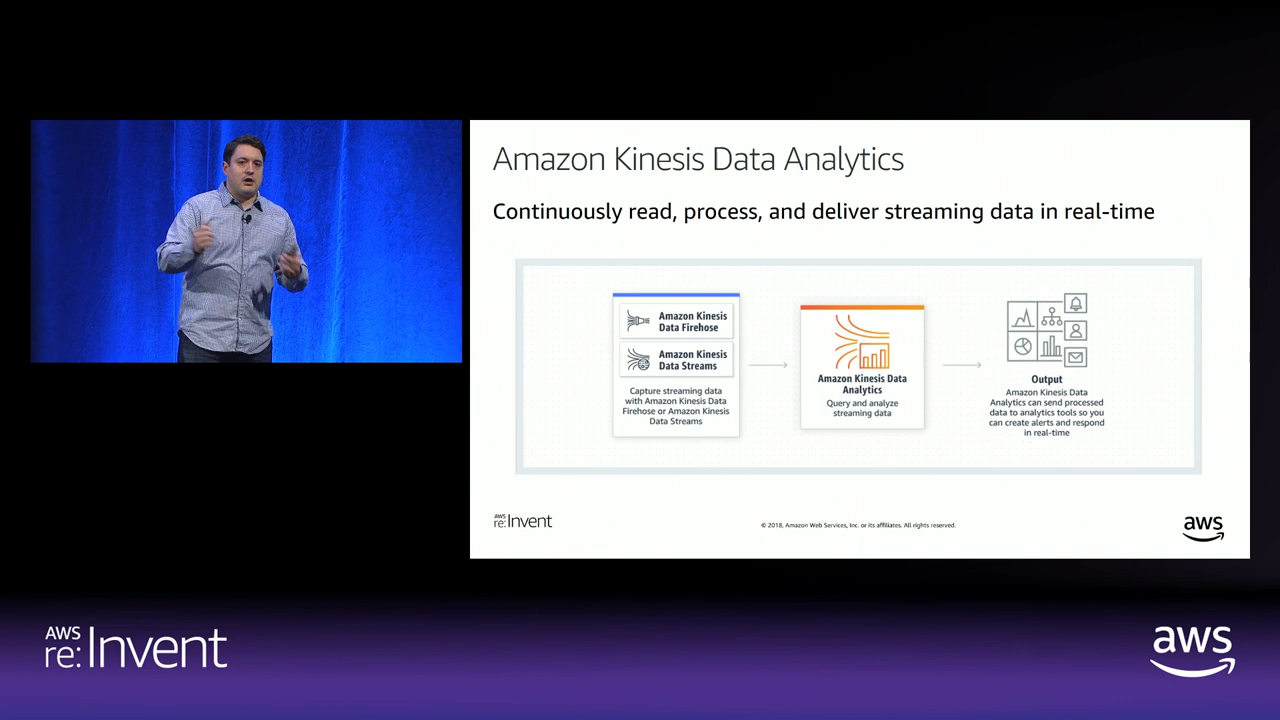 Amazon Kinesis Data Analytics
Continuously read, process, and deliver streaming data in real-time
Amazon Kinesis
Data Firehose
Amazon Kinesis
Data Streams
Capture streaming data
with Amazon Kinesis Data
Firehose or Amazon Kinesis
Data Streams
Amazon Kinesis Data
Analytics
Query and analyze
streaming data
Output
Amazon Kinesis Data
Analytics can send processed
data to analytics tools so you
can create alerts and respond
in real-time
AWS
re:Invent
© 2018, Amazon Web Services, Inc. or its affiliates. All rights reserved.
aws
AWS
re:Invent
aws